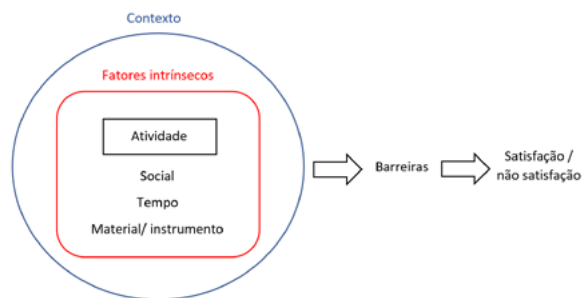 Contexto
Fatores intrínsecos
Atividade
Social
Tempo
Material/ instrumento
Barreiras
Satisfação /
não satisfação